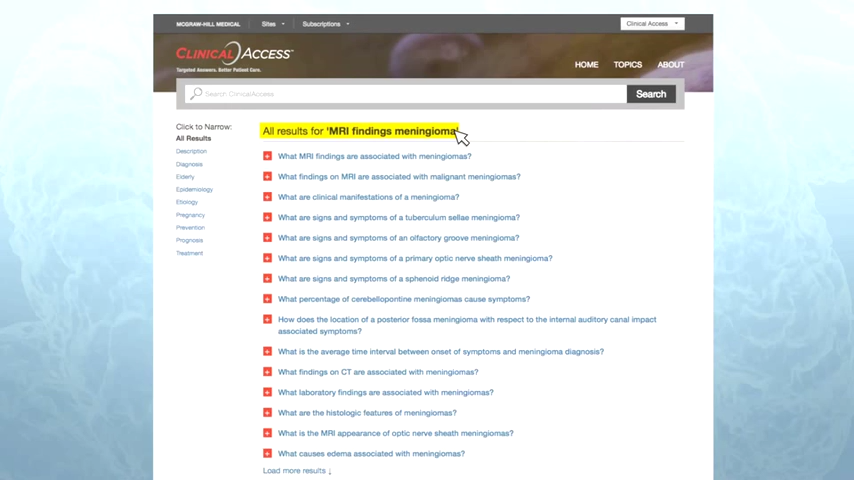 McGRAW-HILL MEDICAL
Sites
Subscriptions
Clinical Access
CLINICAL ACCESS™
Targeted Answers. Better Patient Care.
HOME
TOPICS
ABOUT
Search ClinicalAccess
Search
Click to Narrow:
All Results
Description
Diagnosis
Elderly
Epidemiology
Etiology
Pregnancy
Prevention
Prognosis
Treatment
All results for 'MRI findings meningioma'
What MRI findings are associated with meningiomas?
What findings on MRI are associated with malignant meningiomas?
What are clinical manifestations of a meningioma?
What are signs and symptoms of a tuberculum sellae meningioma?
What are signs and symptoms of an olfactory groove meningioma?
What are signs and symptoms of a primary optic nerve sheath meningioma?
What are signs and symptoms of a sphenoid ridge meningioma?
What percentage of cerebellopontine meningiomas cause symptoms?
How does the location of a posterior fossa meningioma with respect to the internal auditory canal impact
associated symptoms?
What is the average time interval between onset of symptoms and meningioma diagnosis?
What findings on CT are associated with meningiomas?
What laboratory findings are associated with meningiomas?
What are the histologic features of meningiomas?
What is the MRI appearance of optic nerve sheath meningiomas?
What causes edema associated with meningiomas?
Load more results ↓